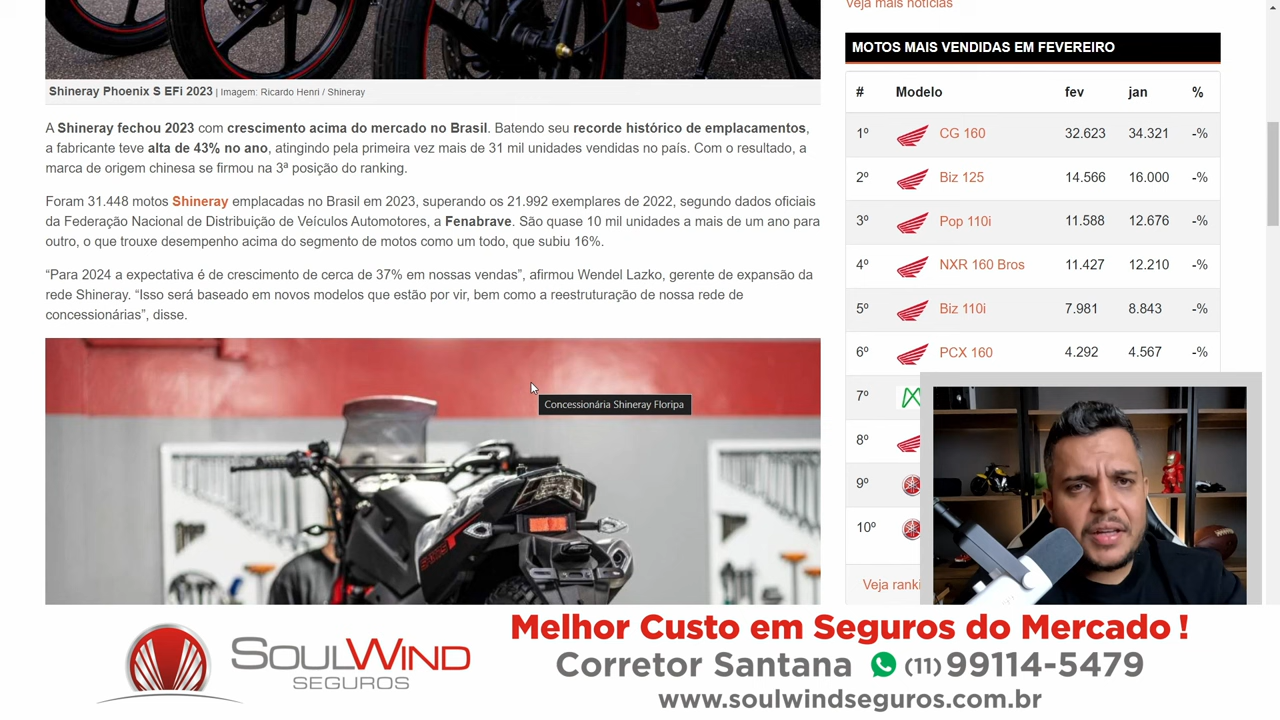 Shineray Phoenix S EFi 2023 | Imagem: Ricardo Henri / Shineray
A Shineray fechou 2023 com crescimento acima do mercado no Brasil. Batendo seu recorde histórico de emplacamentos,
a fabricante teve alta de 43% no ano, atingindo pela primeira vez mais de 31 mil unidades vendidas no país. Com o resultado, a
marca de origem chinesa se firmou na 3ª posição do ranking.
Foram 31.448 motos Shineray emplacadas no Brasil em 2023, superando os 21.992 exemplares de 2022, segundo dados oficiais
da Federação Nacional de Distribuição de Veículos Automotores, a Fenabrave. São quase 10 mil unidades a mais de um ano para
outro, o que trouxe desempenho acima do segmento de motos como um todo, que subiu 16%.
“Para 2024 a expectativa é de crescimento de cerca de 37% em nossas vendas”, afirmou Wendel Lazko, gerente de expansão da
rede Shineray. “Isso será baseado em novos modelos que estão por vir, bem como a reestruturação de nossa rede de
concessionárias”, disse.
Concessionária Shineray Floripa
Veja mais notícias
MOTOS MAIS VENDIDAS EM FEVEREIRO
# Modelo fev jan %
1º CG 160 32.623 34.321 -%
2º Biz 125 14.566 16.000 -%
3º Pop 110i 11.588 12.676 -%
4º NXR 160 Bros 11.427 12.210 -%
5º Biz 110i 7.981 8.843 -%
6º PCX 160 4.292 4.567 -%
7º
8º
9º
10º
Veja ranki
SOULWIND
SEGUROS
Melhor Custo em Seguros do Mercado !
Corretor Santana (11) 99114-5479
www.soulwindseguros.com.br